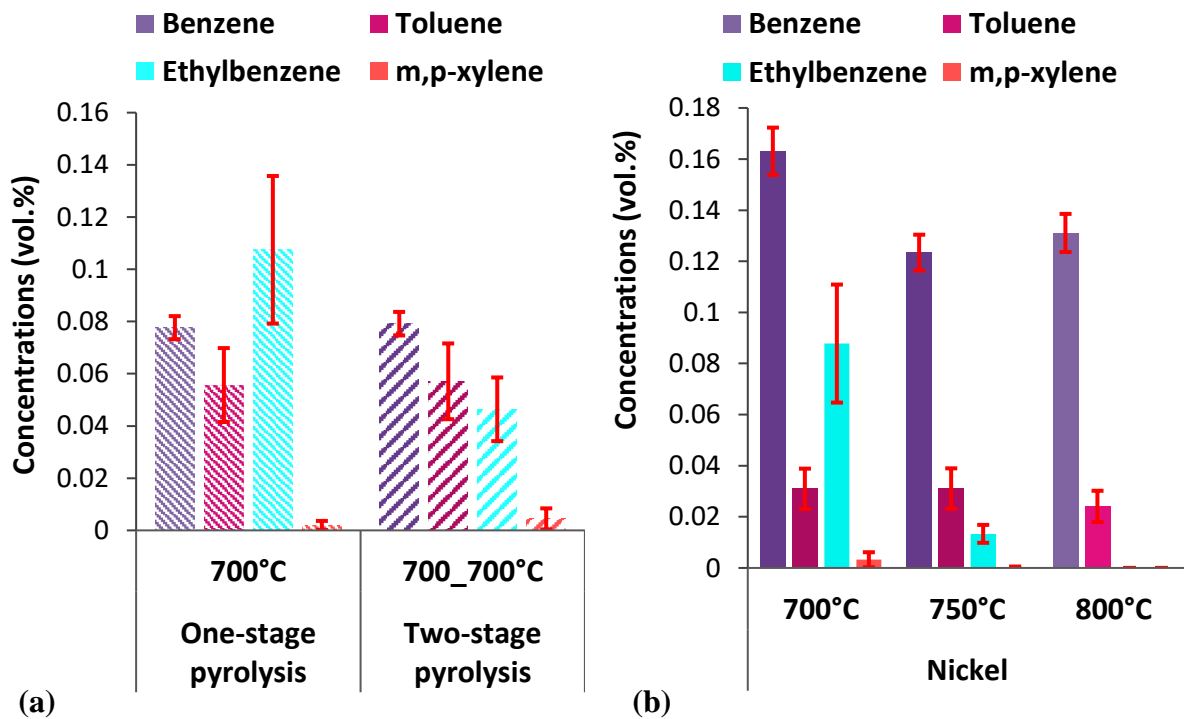 Benzene
Toluene
Ethylbenzene
m,p-xylene
Concentrations (vol.%)
0.16
0.14
0.12
0.1
0.08
0.06
0.04
0.02
0
700°C
700_700°C
One-stage
pyrolysis
Two-stage
pyrolysis
(a)
Benzene
Toluene
Ethylbenzene
m,p-xylene
Concentrations (vol.%)
0.18
0.16
0.14
0.12
0.1
0.08
0.06
0.04
0.02
0
700°C
750°C
800°C
Nickel
(b)